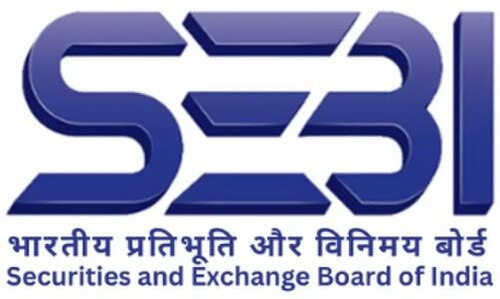 SEBI
भारतीय प्रतिभूति और विनिमय बोर्ड
Securities and Exchange Board of India